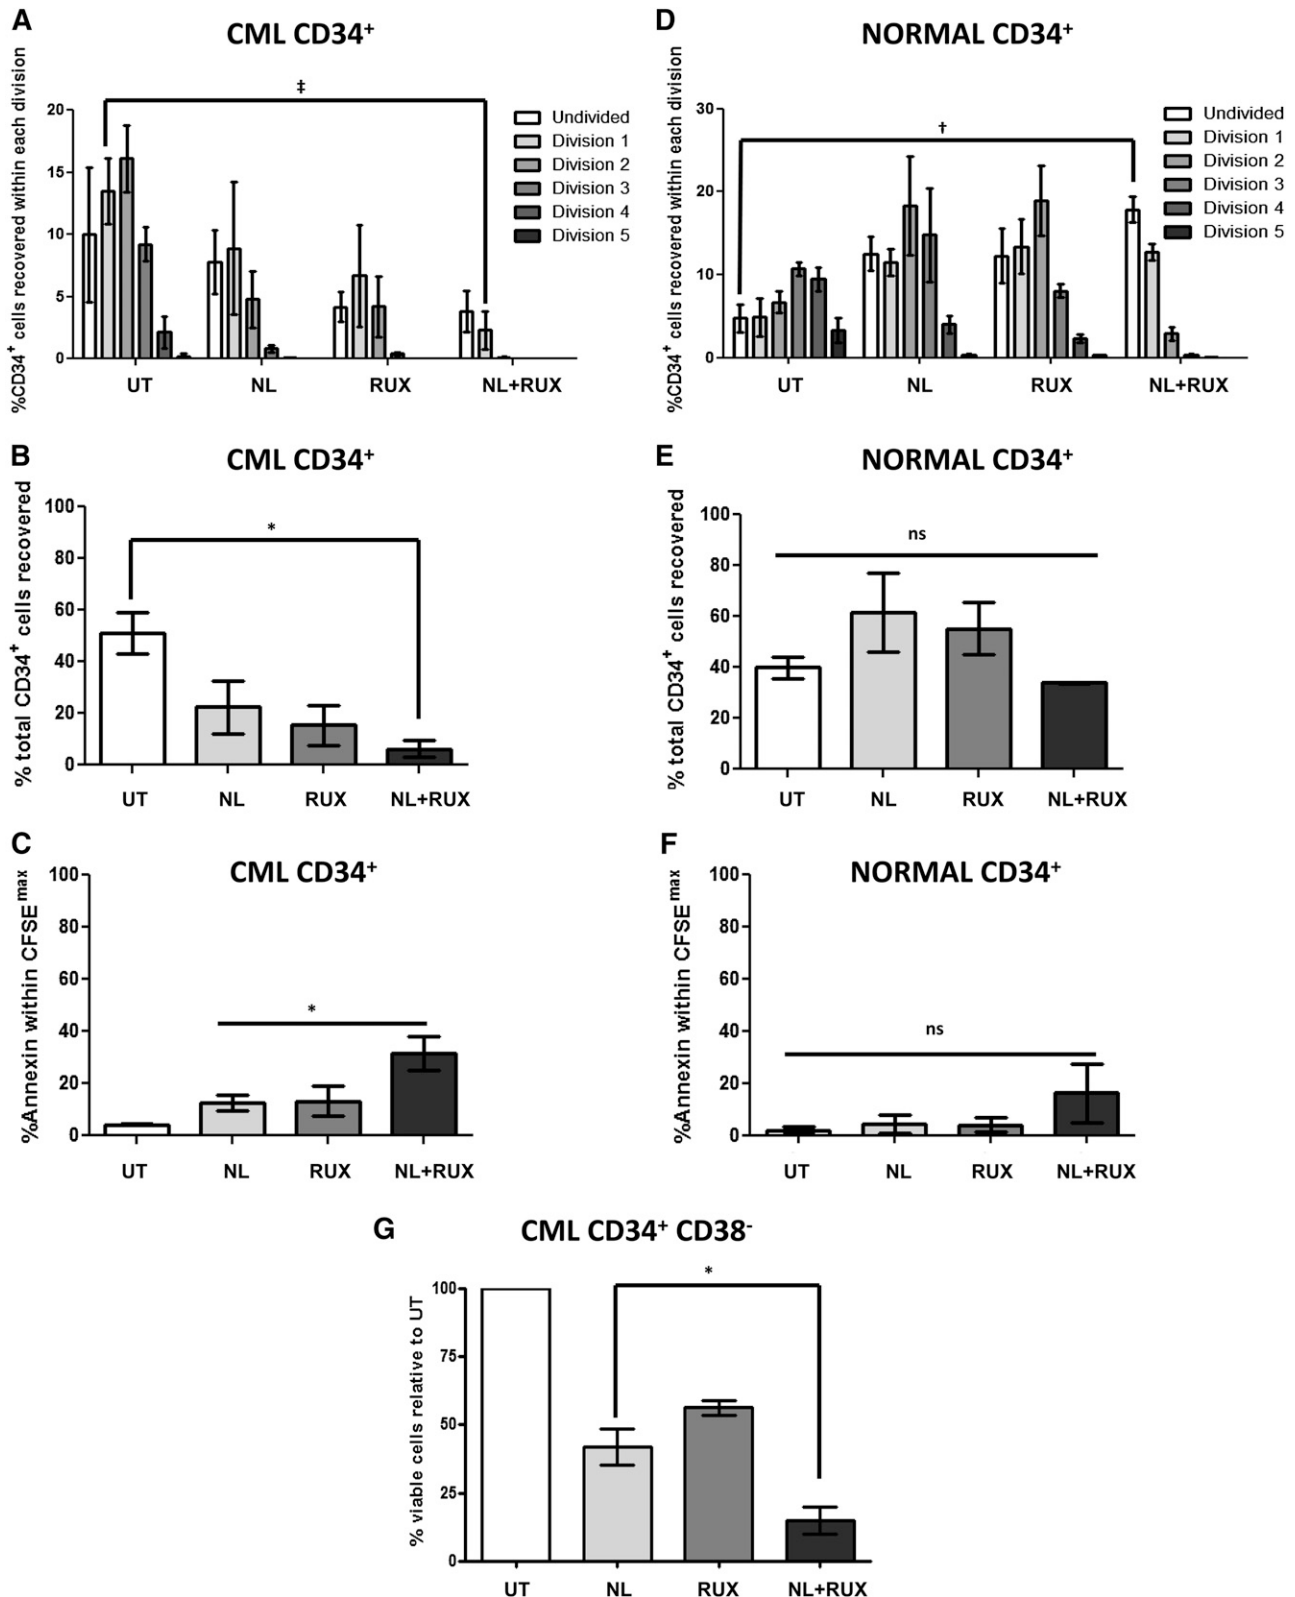 A
CML CD34+
%CD34+ cells recovered within each division
20
15
10
5
0
‡
Undivided
Division 1
Division 2
Division 3
Division 4
Division 5
UT NL RUX NL+RUX
D
NORMAL CD34+
%CD34+ cells recovered within each division
30
20
10
0
†
Undivided
Division 1
Division 2
Division 3
Division 4
Division 5
UT NL RUX NL+RUX
B
CML CD34+
% total CD34+ cells recovered
100
80
60
40
20
0
*
UT NL RUX NL+RUX
E
NORMAL CD34+
% total CD34+ cells recovered
100
80
60
40
20
0
ns
UT NL RUX NL+RUX
C
CML CD34+
%Annexin within CFSEmax
100
80
60
40
20
0
*
UT NL RUX NL+RUX
F
NORMAL CD34+
%Annexin within CFSEmax
100
80
60
40
20
0
ns
UT NL RUX NL+RUX
G
CML CD34+ CD38-
% viable cells relative to UT
100
75
50
25
0
*
UT NL RUX NL+RUX